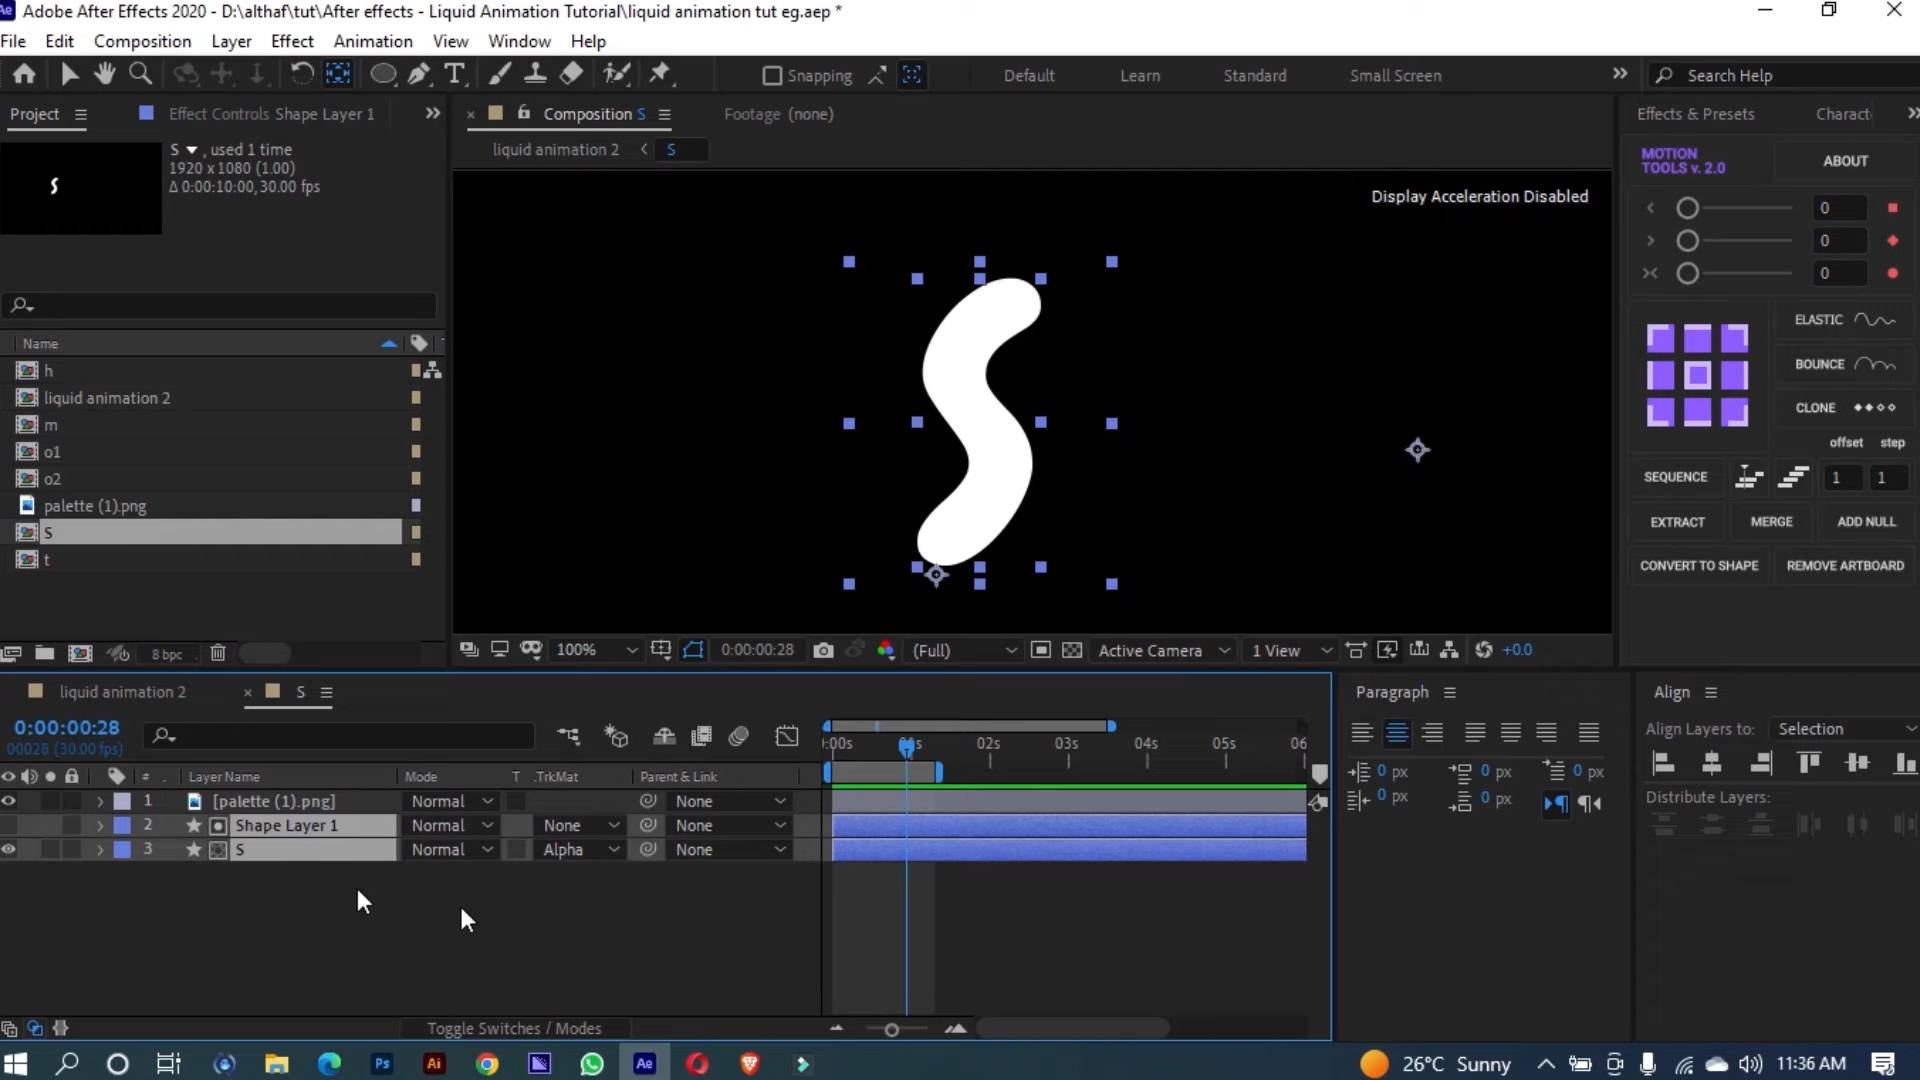 Adobe After Effects 2020 - D:\althaf\tut\After effects - Liquid Animation Tutorial\liquid animation tut eg.aep *
File Edit Composition Layer Effect Animation View Window Help
Snapping Default Learn Standard Small Screen Search Help
Project Effect Controls Shape Layer 1 Composition S Footage (none) Effects & Presets Charact
S , used 1 time
1920 x 1080 (1.00)
Δ 0:00:10:00, 30.00 fps
liquid animation 2 S
MOTION TOOLS v. 2.0 ABOUT
Display Acceleration Disabled
0
0
0
Name
h
liquid animation 2
m
o1
o2
palette (1).png
S
t
ELASTIC
BOUNCE
CLONE
offset step
SEQUENCE 1 1
EXTRACT MERGE ADD NULL
CONVERT TO SHAPE REMOVE ARTBOARD
8 bpc 100% 0:00:00:28 (Full) Active Camera 1 View +0.0
liquid animation 2 S
0:00:00:28
00028 (30.00 fps)
:00s 02s 03s 04s 05s 06
# Layer Name Mode T .TrkMat Parent & Link
1 [palette (1).png] Normal None
2 Shape Layer 1 Normal None None
3 S Normal Alpha None
Toggle Switches / Modes
Paragraph
0 px 0 px 0 px
0 px 0 px
Align
Align Layers to: Selection
Distribute Layers:
Ps Ai Ae 26°C Sunny 11:36 AM